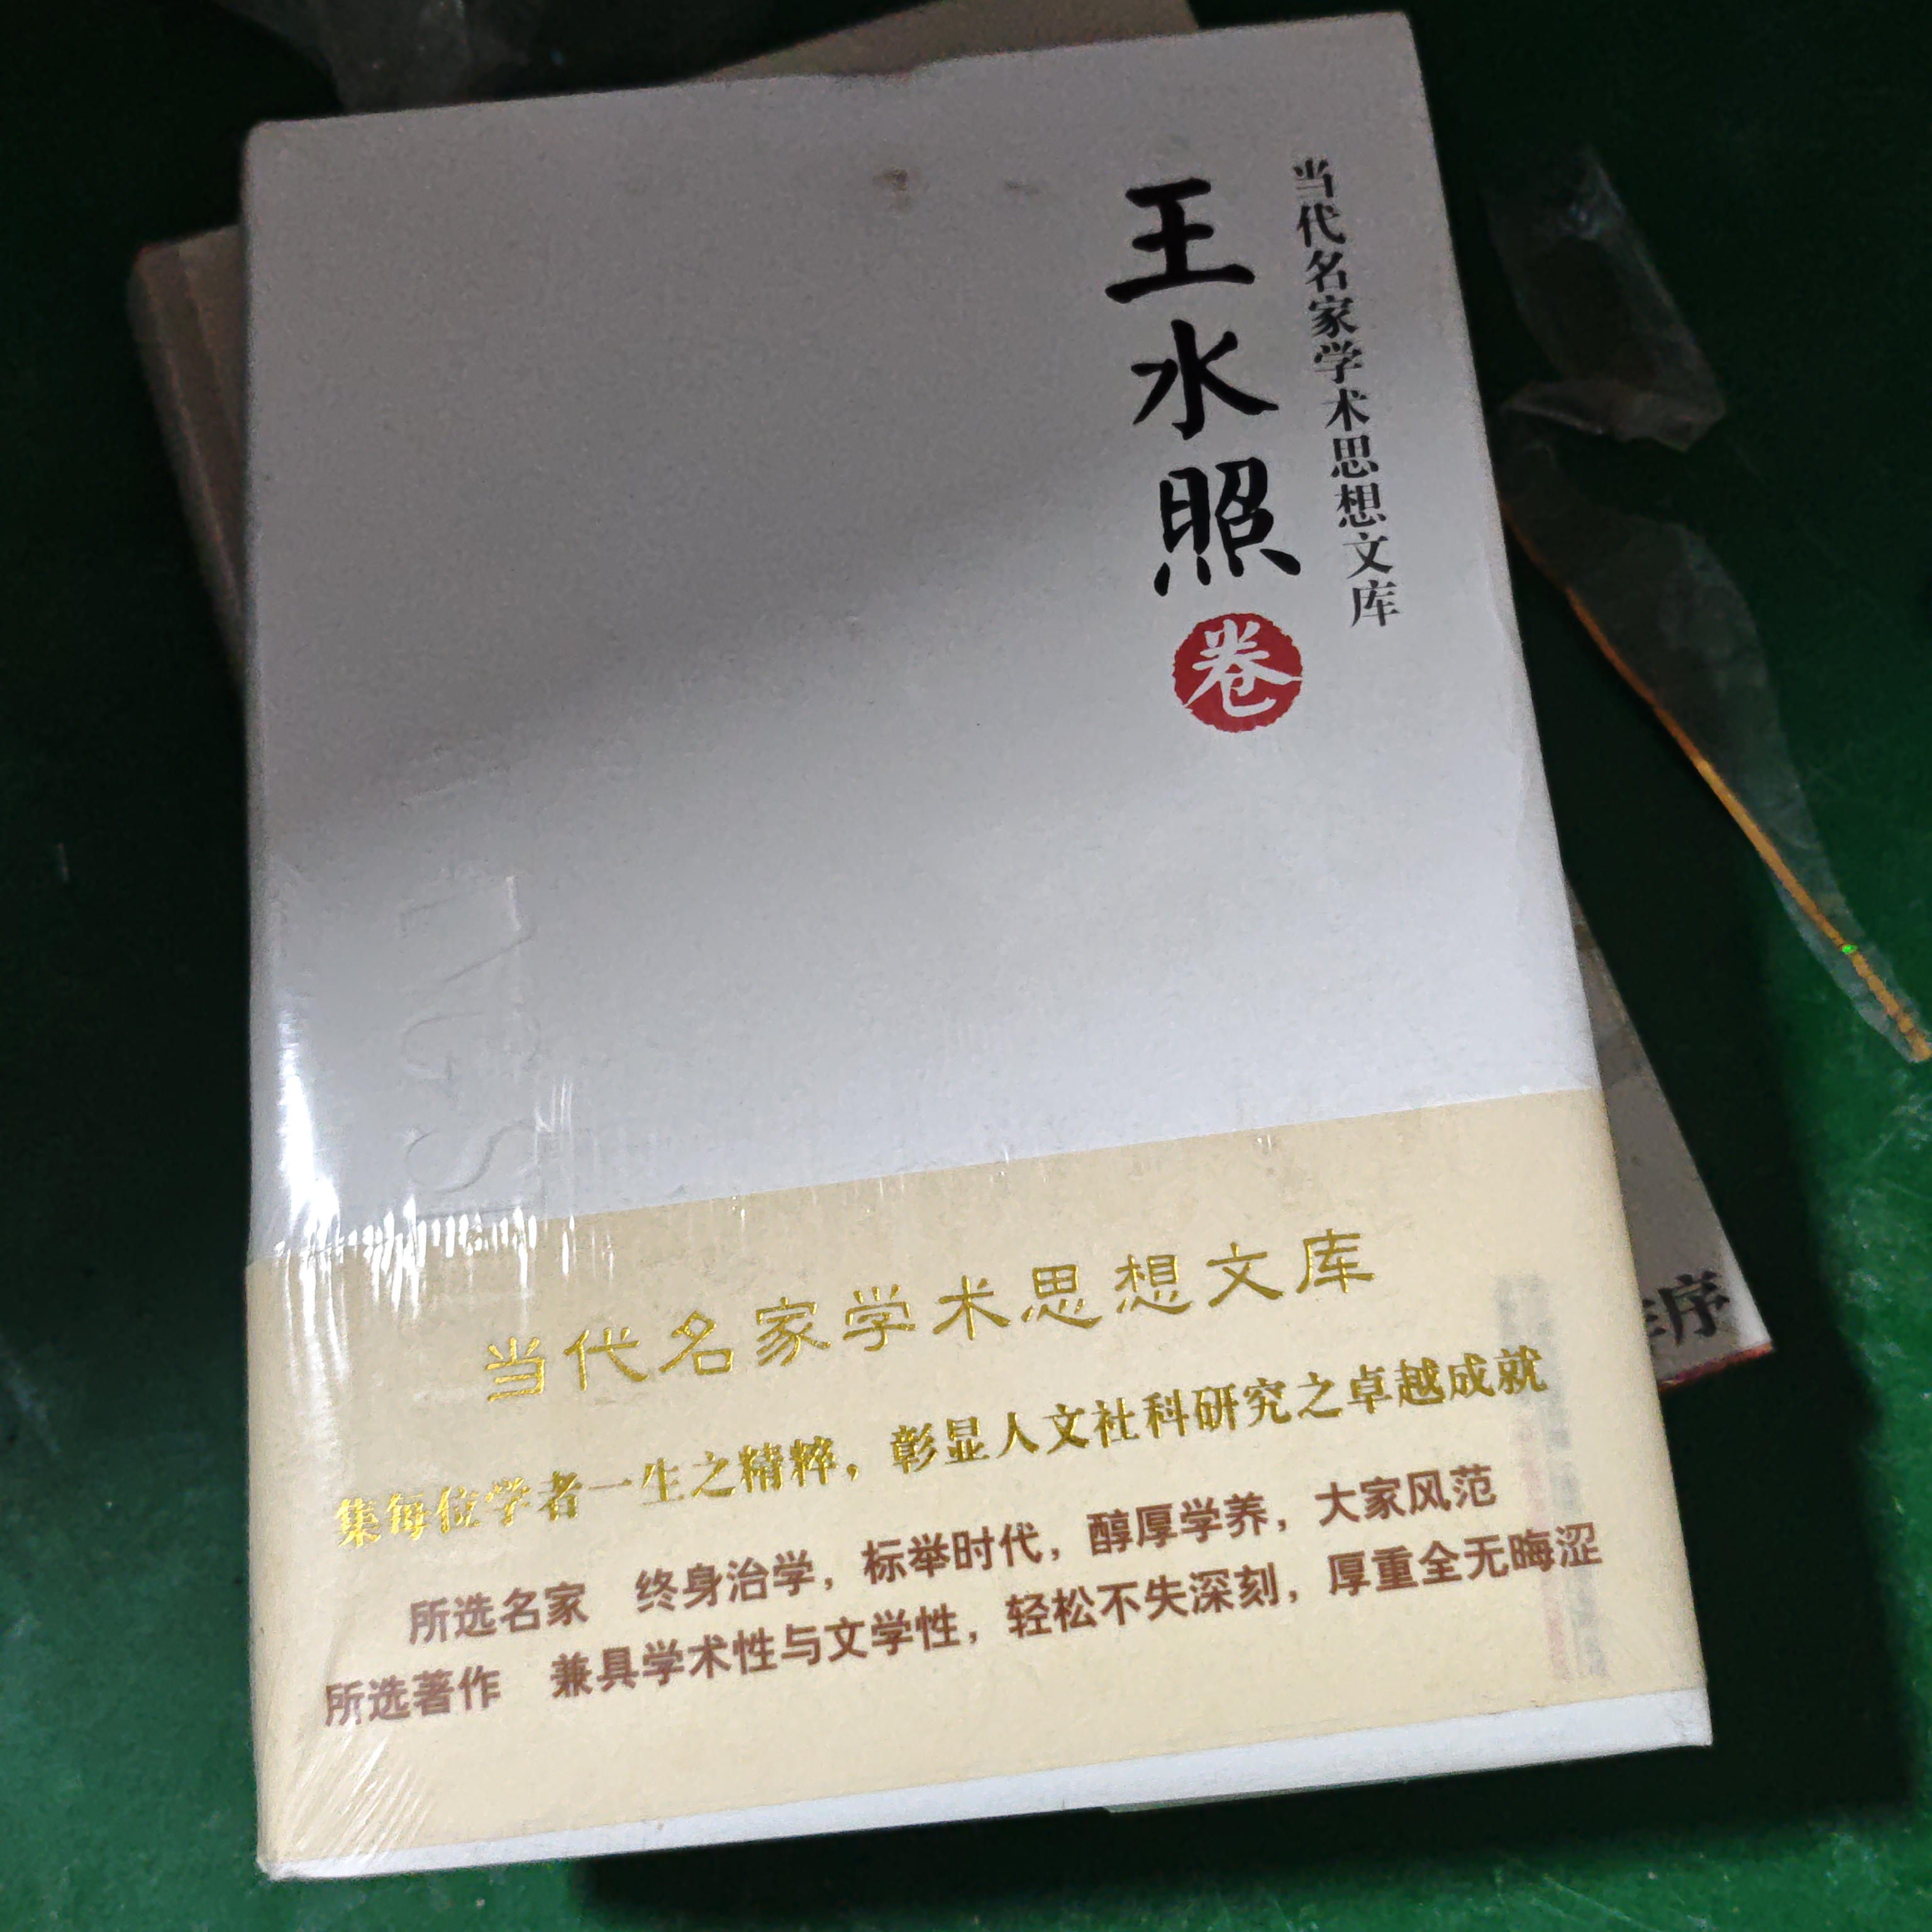 当代名家学术思想文库
王水照
卷
当代名家学术思想文库
集每位学者一生之精粹，彰显人文社科研究之卓越成就
所选名家　终身治学，标举时代，醇厚学养，大家风范
所选著作　兼具学术性与文学性，轻松不失深刻，厚重全无晦涩
序